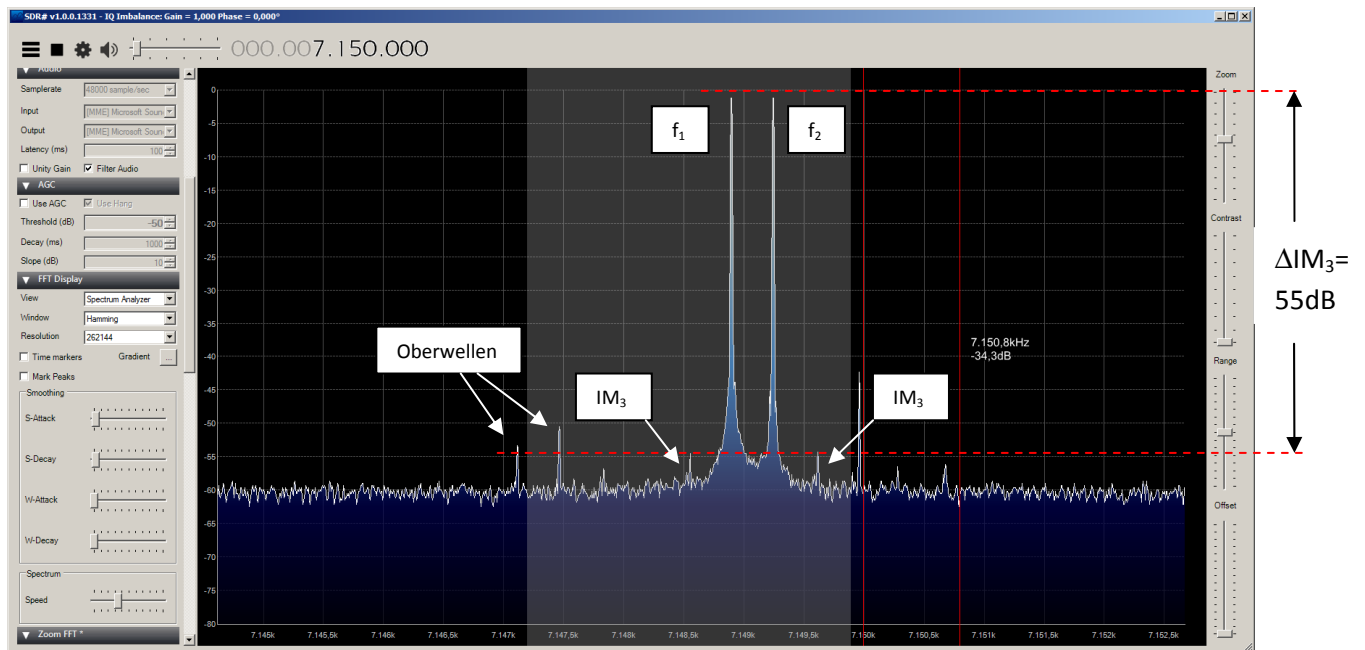 SDR# v1.0.0.1331 - IQ Imbalance: Gain = 1,000 Phase = 0,000°
000.007.150.000
Audio
Samplerate 48000 sample/sec
Input [MME] Microsoft Soun
Output [MME] Microsoft Soun
Latency (ms) 100
Unity Gain Filter Audio
AGC
Use AGC Use Hang
Threshold (dB) -50
Decay (ms) 1000
Slope (dB) 10
FFT Display
View Spectrum Analyzer
Window Hamming
Resolution 262144
Time markers Gradient ...
Mark Peaks
Smoothing
S-Attack
S-Decay
W-Attack
W-Decay
Spectrum
Speed
Zoom FFT *
0
-5
-10
-15
-20
-25
-30
-35
-40
-45
-50
-55
-60
-65
-70
-75
-80
f₁
f₂
Oberwellen
IM₃
IM₃
7.150,8kHz
-34,3dB
7.145k 7.145,5k 7.146k 7.146,5k 7.147k 7.147,5k 7.148k 7.148,5k 7.149k 7.149,5k 7.150k 7.150,5k 7.151k 7.151,5k 7.152k 7.152,5k
Zoom
Contrast
Range
Offset
ΔIM₃=
55dB